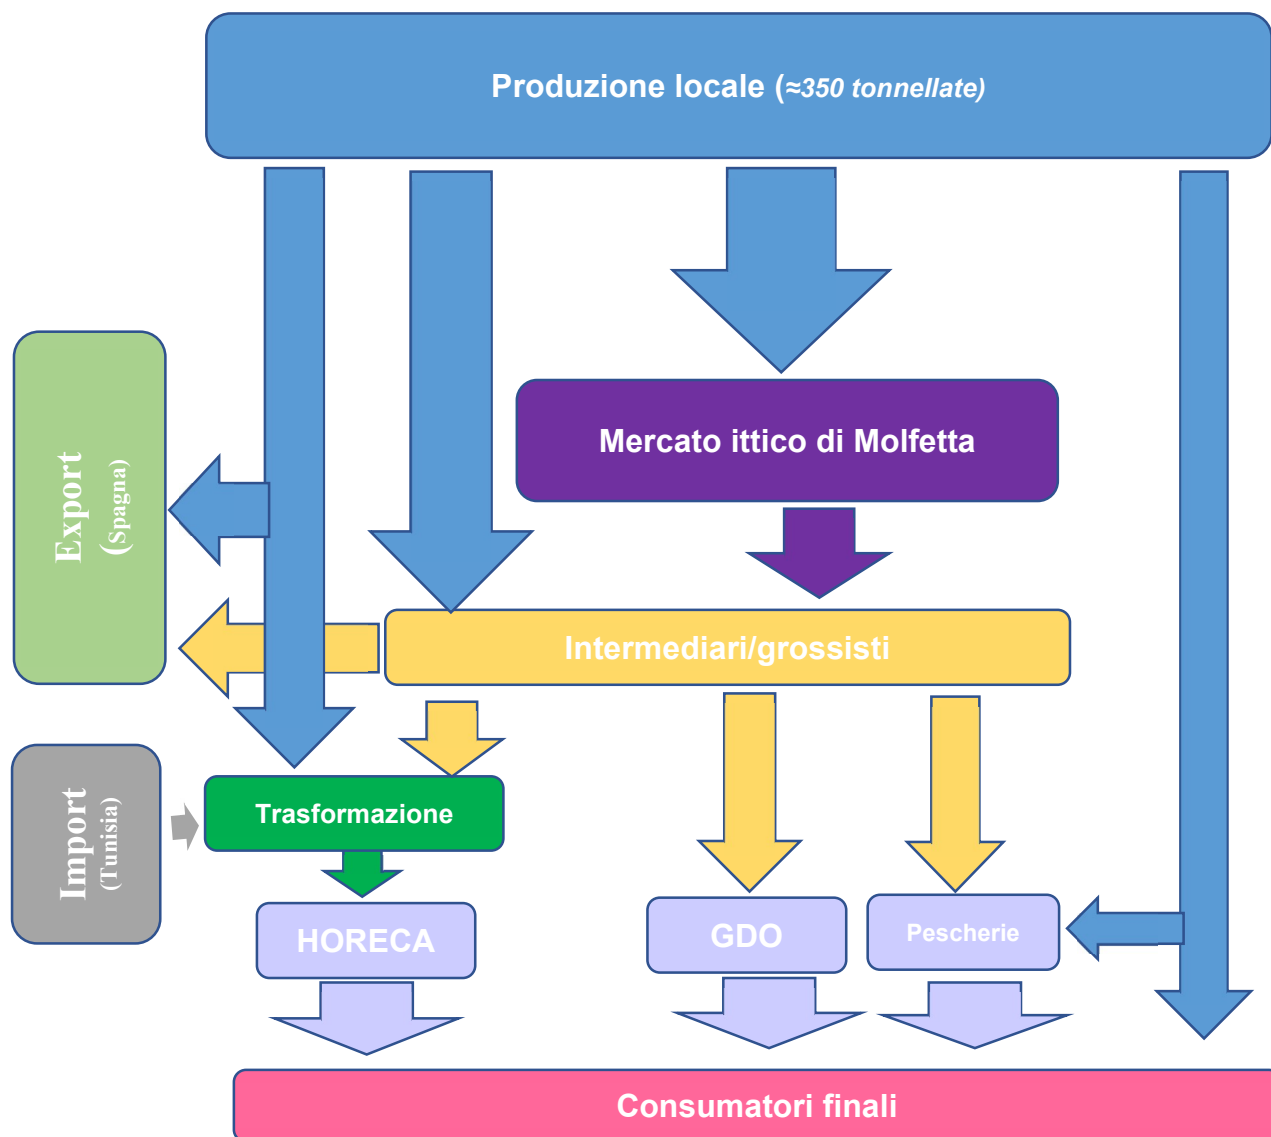 Produzione locale (≈350 tonnellate)
Mercato ittico di Molfetta
Export
(Spagna)
Intermediari/grossisti
Import
(Tunisia)
Trasformazione
HORECA
GDO
Pescherie
Consumatori finali